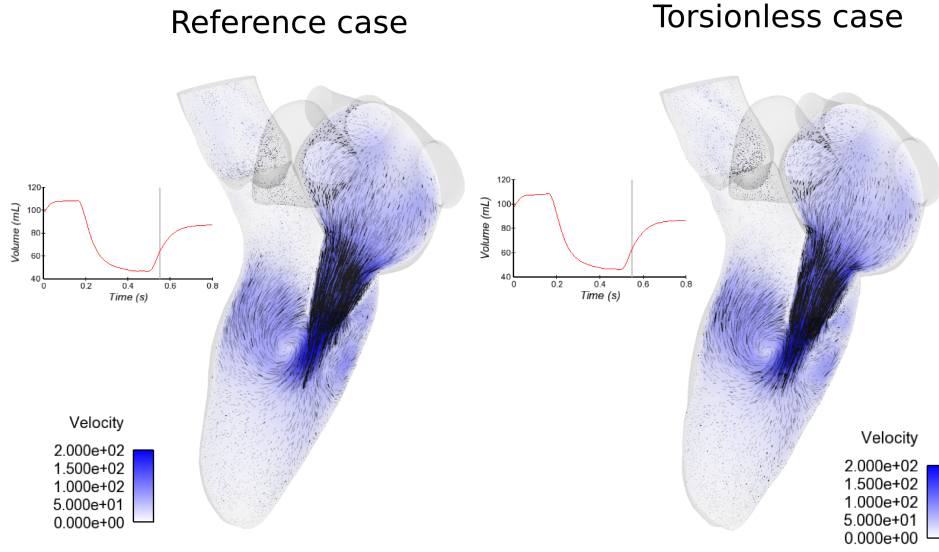 Reference case
Torsionless case
120
100
80
60
40
Volume (mL)
0
0.2
0.4
0.6
0.8
Time (s)
120
100
80
60
40
Volume (mL)
0
0.2
0.4
0.6
0.8
Time (s)
Velocity
2.000e+02
1.500e+02
1.000e+02
5.000e+01
0.000e+00
Velocity
2.000e+02
1.500e+02
1.000e+02
5.000e+01
0.000e+00